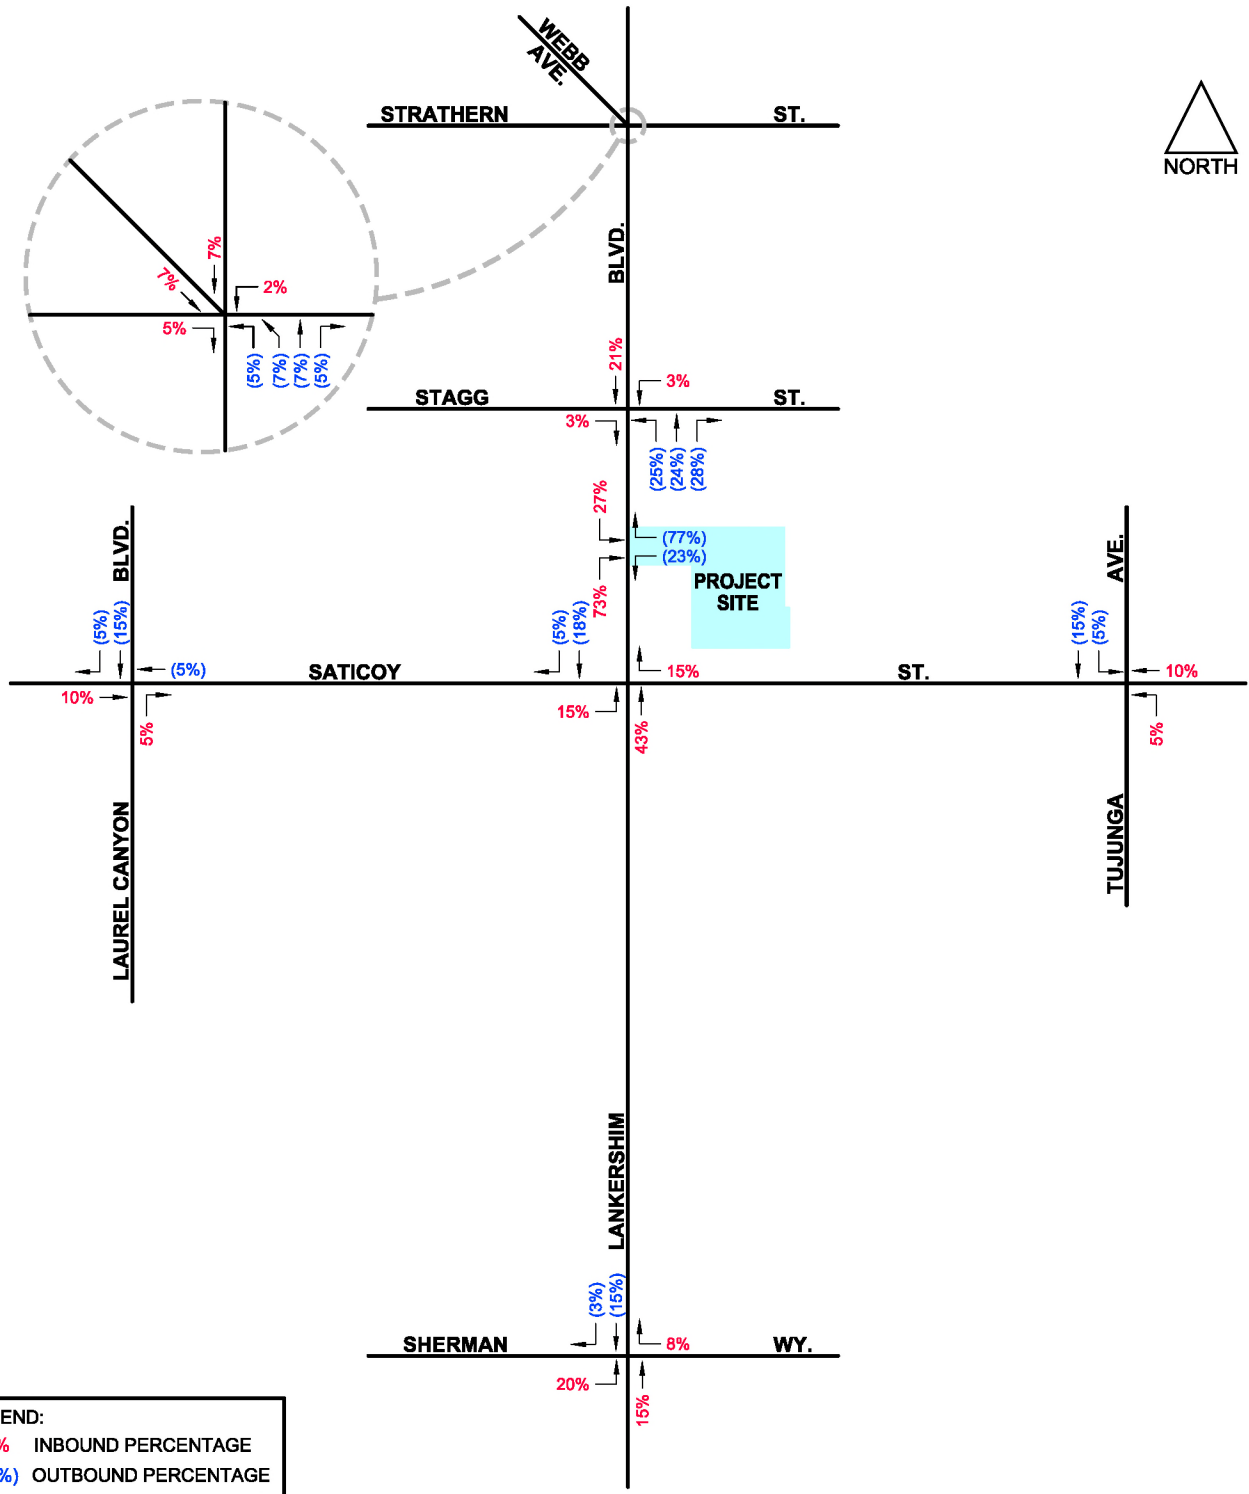 WEBB
AVE.
STRATHERN ST.
NORTH
BLVD.
7%
7%
2%
5%
(5%)
(7%)
(7%)
(5%)
21%
3%
STAGG ST.
3%
(25%)
(24%)
(28%)
27%
(77%)
(23%)
73%
PROJECT
SITE
BLVD.
AVE.
(5%)
(15%)
(5%)
(5%)
(18%)
(15%)
(5%)
SATICOY ST.
15%
10%
10%
5%
15%
43%
5%
LAUREL CANYON
TUJUNGA
LANKERSHIM
(3%)
(15%)
SHERMAN WY.
8%
20%
15%
END:
% INBOUND PERCENTAGE
%) OUTBOUND PERCENTAGE